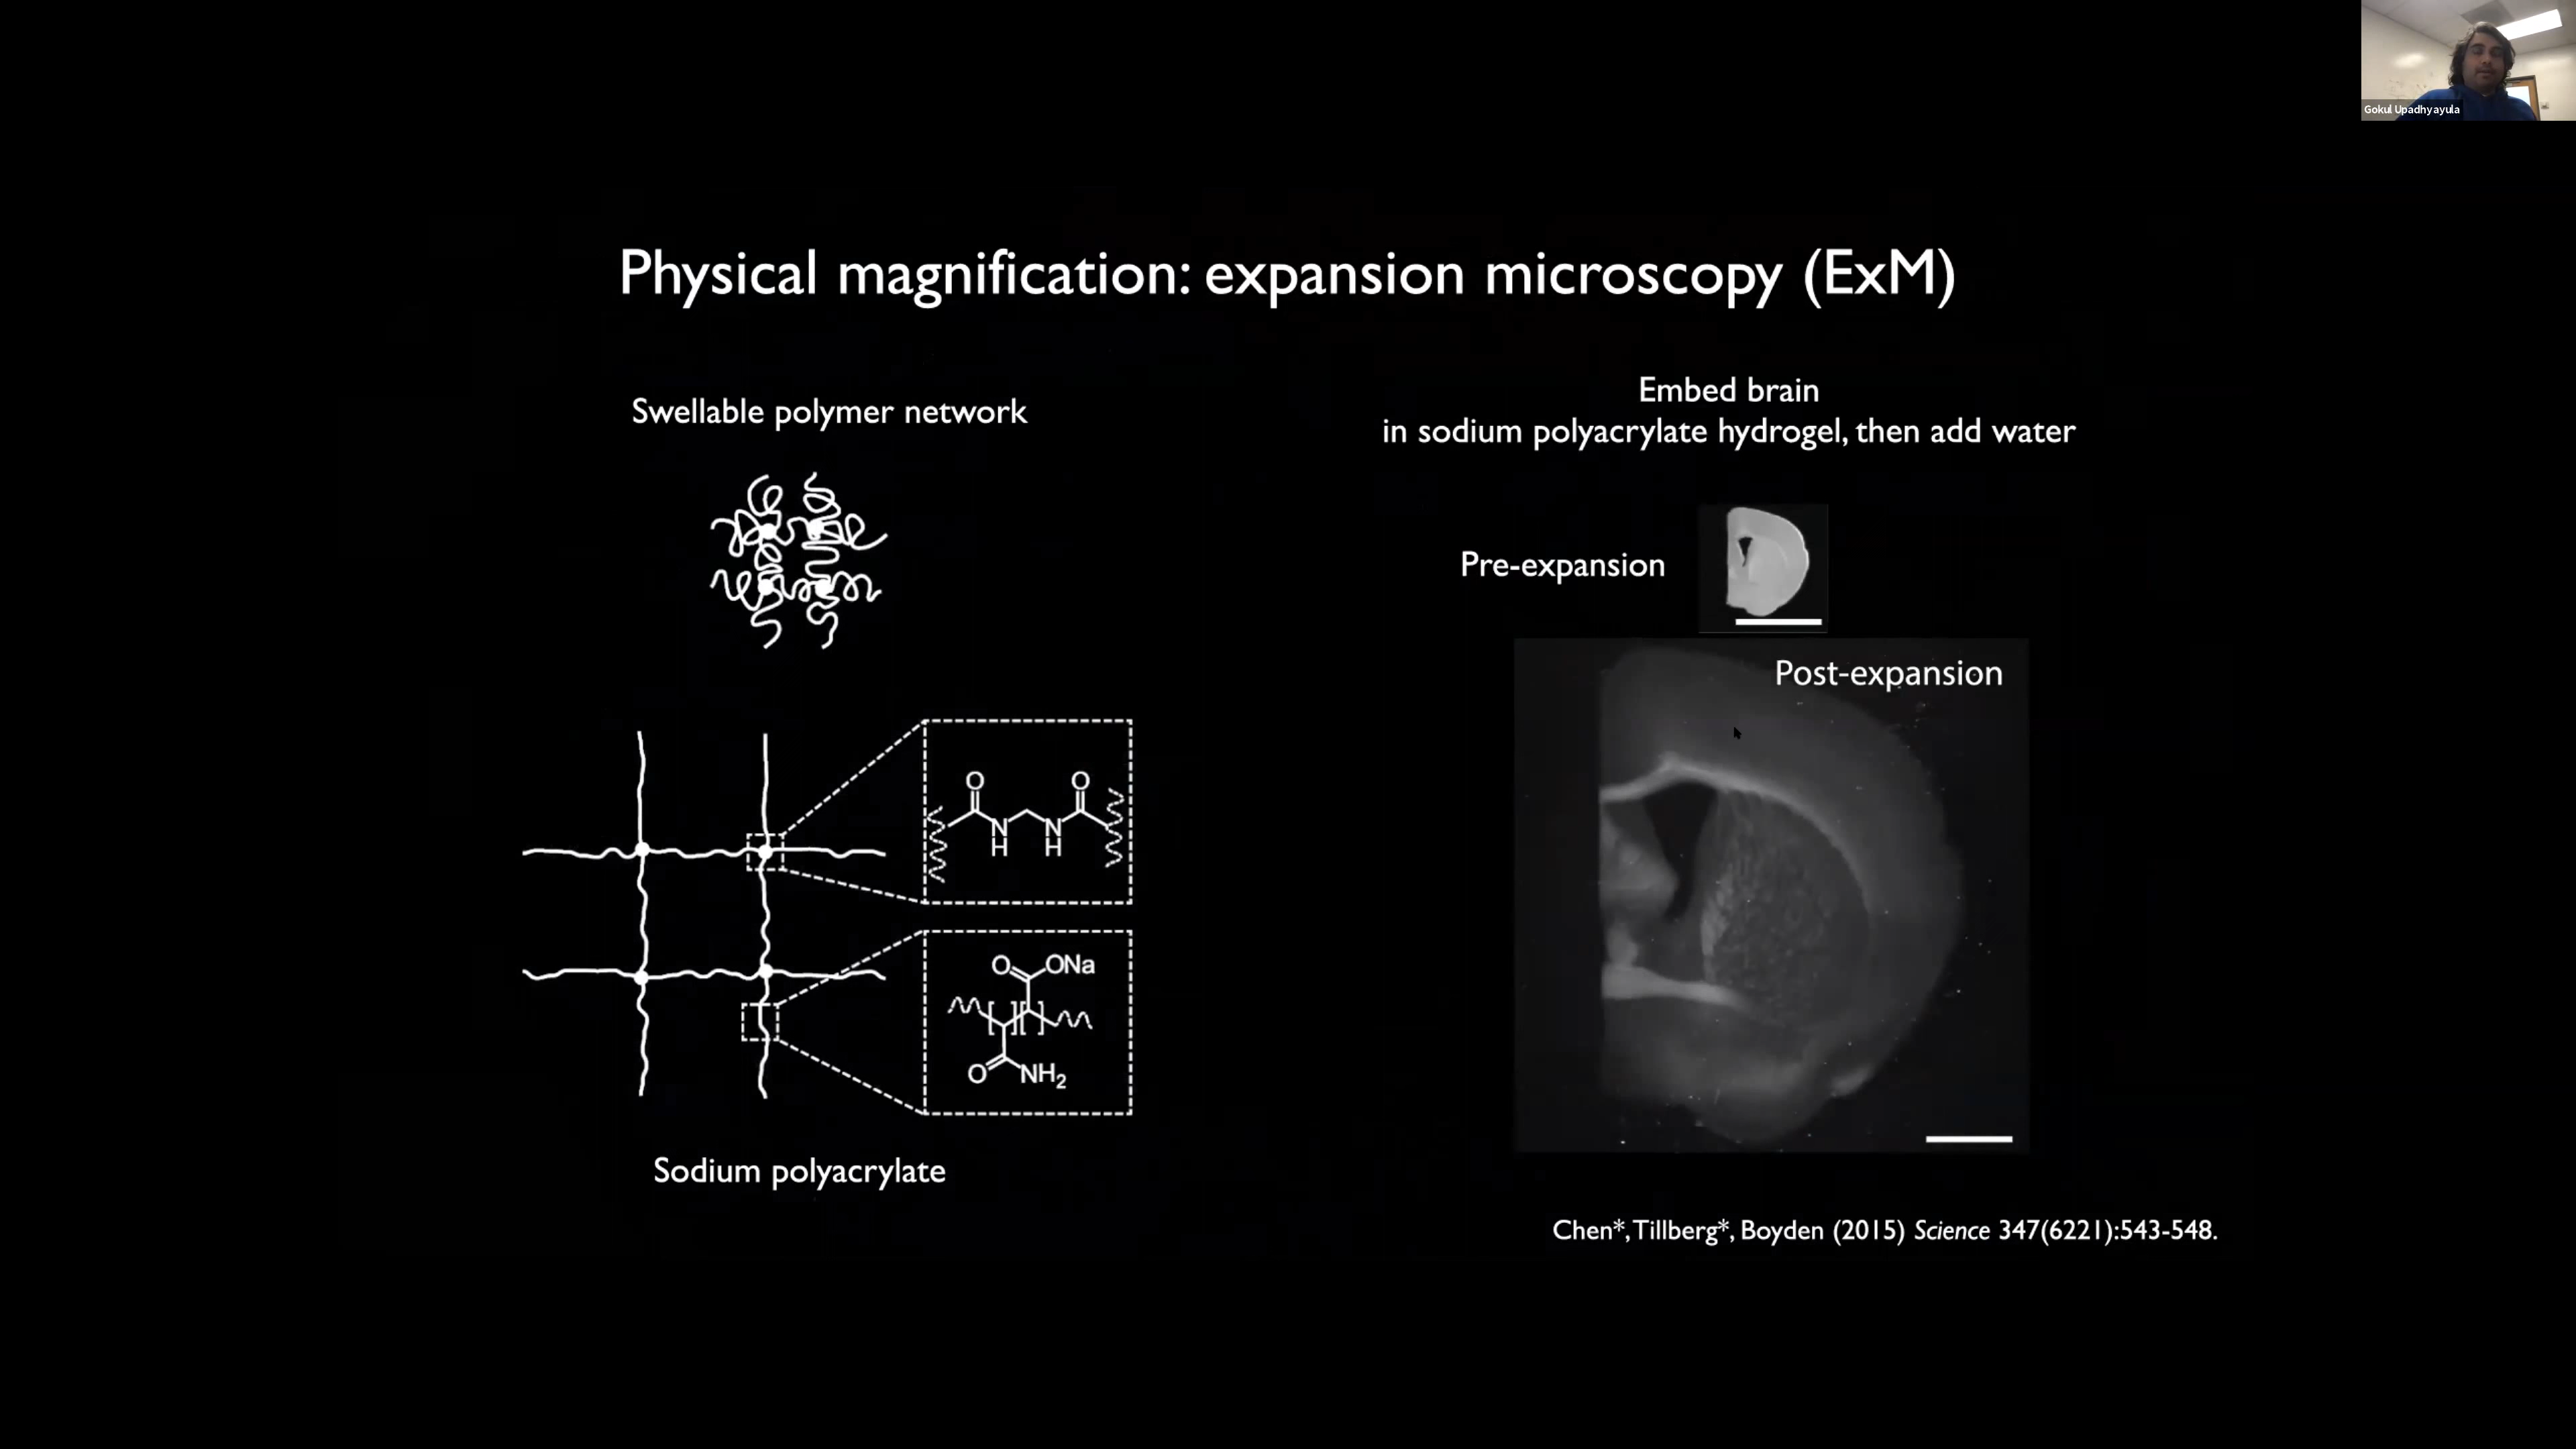 Gokul Upadhyayula
Physical magnification: expansion microscopy (ExM)
Swellable polymer network
Embed brain
in sodium polyacrylate hydrogel, then add water
Pre-expansion
Post-expansion
O O
N N
H H
O ONa
O NH2
Sodium polyacrylate
Chen*, Tillberg*, Boyden (2015) Science 347(6221):543-548.